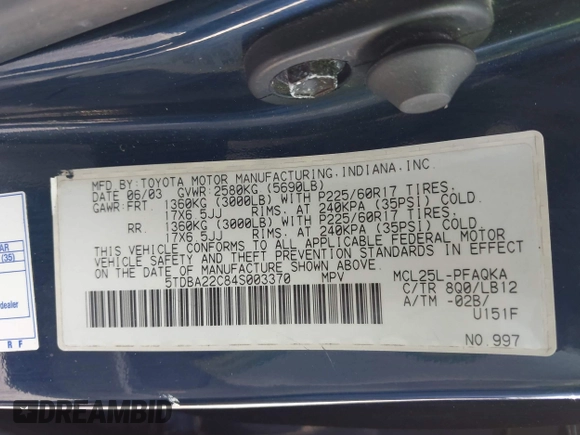 MFD.BY:TOYOTA MOTOR MANUFACTURING,INDIANA,INC.
DATE 06/03 GVWR:2580KG (5690LB)
GAWR:FRT 1360KG (3000LB) WITH P225/60R17 TIRES,
17X6.5JJ RIMS, AT 240KPA (35PSI) COLD.
RR 1360KG (3000LB) WITH P225/60R17 TIRES,
17X6.5JJ RIMS, AT 240KPA (35PSI) COLD.
THIS VEHICLE CONFORMS TO ALL APPLICABLE FEDERAL MOTOR
VEHICLE SAFETY AND THEFT PREVENTION STANDARDS IN EFFECT
ON THE DATE OF MANUFACTURE SHOWN ABOVE.
5TDBA22C84S003370 MPV
MCL25L-PFAQKA
C/TR 8Q0/LB12
A/TM -02B/
U151F
NO.997
AR
(35)
dealer
R F
DREAMBID